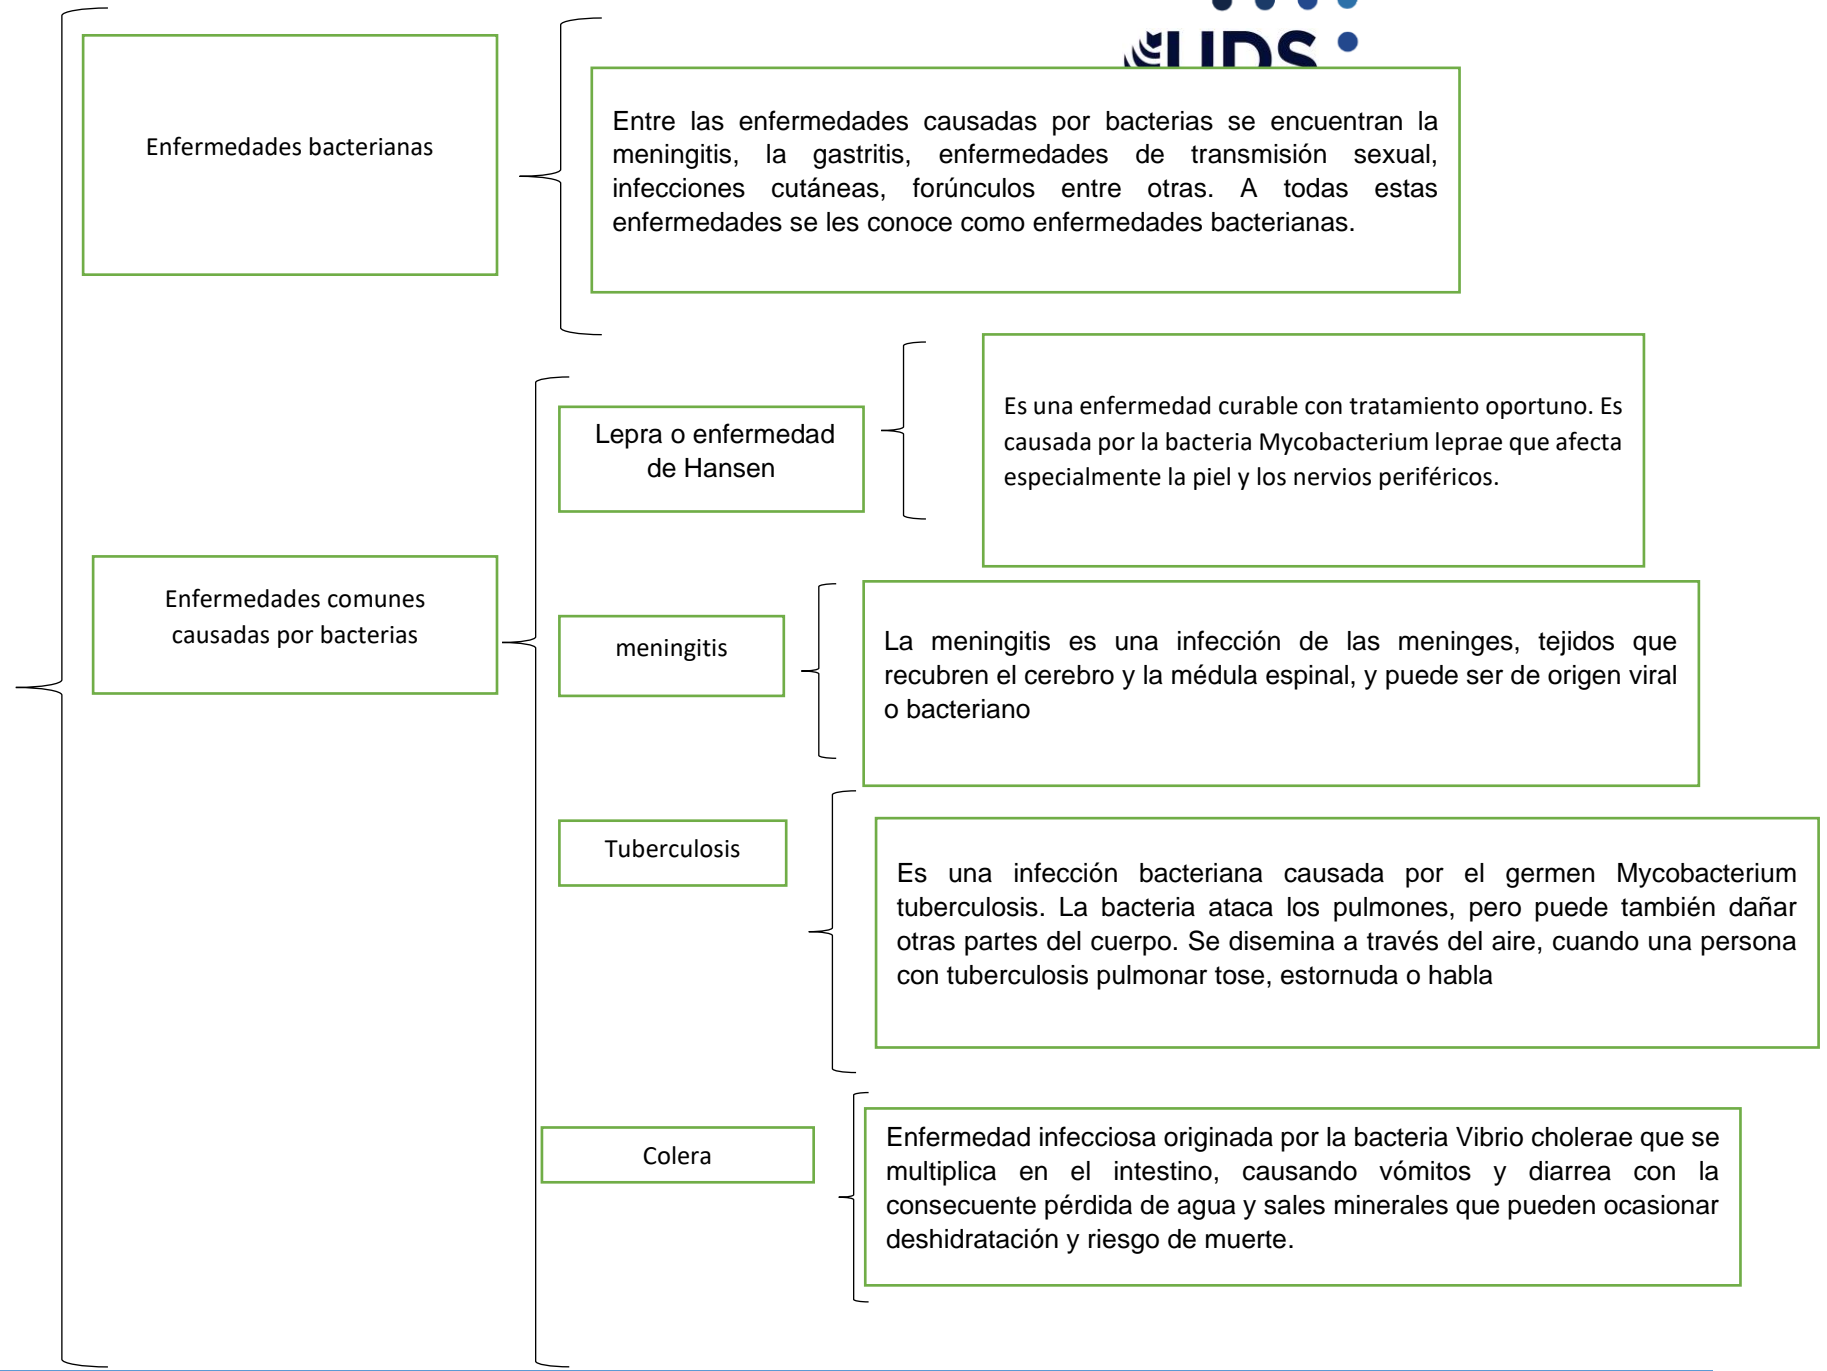 UDS
Enfermedades bacterianas
Entre las enfermedades causadas por bacterias se encuentran la
meningitis, la gastritis, enfermedades de transmisión sexual,
infecciones cutáneas, forúnculos entre otras. A todas estas
enfermedades se les conoce como enfermedades bacterianas.
Enfermedades comunes
causadas por bacterias
Lepra o enfermedad
de Hansen
Es una enfermedad curable con tratamiento oportuno. Es
causada por la bacteria Mycobacterium leprae que afecta
especialmente la piel y los nervios periféricos.
meningitis
La meningitis es una infección de las meninges, tejidos que
recubren el cerebro y la médula espinal, y puede ser de origen viral
o bacteriano
Tuberculosis
Es una infección bacteriana causada por el germen Mycobacterium
tuberculosis. La bacteria ataca los pulmones, pero puede también dañar
otras partes del cuerpo. Se disemina a través del aire, cuando una persona
con tuberculosis pulmonar tose, estornuda o habla
Colera
Enfermedad infecciosa originada por la bacteria Vibrio cholerae que se
multiplica en el intestino, causando vómitos y diarrea con la
consecuente pérdida de agua y sales minerales que pueden ocasionar
deshidratación y riesgo de muerte.